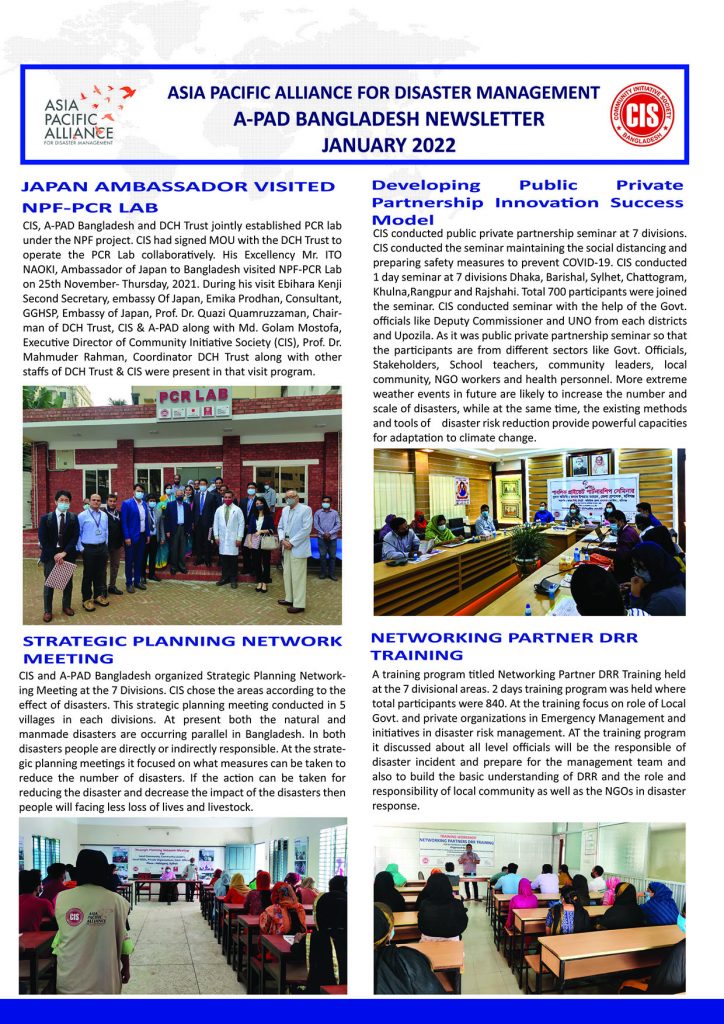 ASIA
PACIFIC
ALLIANCE
FOR DISASTER MANAGEMENT
ASIA PACIFIC ALLIANCE FOR DISASTER MANAGEMENT
A-PAD BANGLADESH NEWSLETTER
JANUARY 2022
COMMUNITY INITIATIVE SOCIETY
CIS
BANGLADESH
JAPAN AMBASSADOR VISITED
NPF-PCR LAB
CIS, A-PAD Bangladesh and DCH Trust jointly established PCR lab
under the NPF project. CIS had signed MOU with the DCH Trust to
operate the PCR Lab collaboratively. His Excellency Mr. ITO
NAOKI, Ambassador of Japan to Bangladesh visited NPF-PCR Lab
on 25th November- Thursday, 2021. During his visit Ebihara Kenji
Second Secretary, embassy Of Japan, Emika Prodhan, Consultant,
GGHSP, Embassy of Japan, Prof. Dr. Quazi Quamruzzaman, Chair-
man of DCH Trust, CIS & A-PAD along with Md. Golam Mostofa,
Executive Director of Community Initiative Society (CIS), Prof. Dr.
Mahmuder Rahman, Coordinator DCH Trust along with other
staffs of DCH Trust & CIS were present in that visit program.
PCR LAB
STRATEGIC PLANNING NETWORK
MEETING
CIS and A-PAD Bangladesh organized Strategic Planning Network-
ing Meeting at the 7 Divisions. CIS chose the areas according to the
effect of disasters. This strategic planning meeting conducted in 5
villages in each divisions. At present both the natural and
manmade disasters are occurring parallel in Bangladesh. In both
disasters people are directly or indirectly responsible. At the strate-
gic planning meetings it focused on what measures can be taken to
reduce the number of disasters. If the action can be taken for
reducing the disaster and decrease the impact of the disasters then
people will facing less loss of lives and livestock.
Strategic Planning Network Meeting
CIS
ASIA
PACIFIC
ALLIANCE
Developing Public Private
Partnership Innovation Success
Model
CIS conducted public private partnership seminar at 7 divisions.
CIS conducted the seminar maintaining the social distancing and
preparing safety measures to prevent COVID-19. CIS conducted
1 day seminar at 7 divisions Dhaka, Barishal, Sylhet, Chattogram,
Khulna,Rangpur and Rajshahi. Total 700 participants were joined
the seminar. CIS conducted seminar with the help of the Govt.
officials like Deputy Commissioner and UNO from each districts
and Upozila. As it was public private partnership seminar so that
the participants are from different sectors like Govt. Officials,
Stakeholders, School teachers, community leaders, local
community, NGO workers and health personnel. More extreme
weather events in future are likely to increase the number and
scale of disasters, while at the same time, the existing methods
and tools of disaster risk reduction provide powerful capacities
for adaptation to climate change.
পাবলিক প্রাইভেট পার্টনারশিপ সেমিনার
NETWORKING PARTNER DRR
TRAINING
A training program titled Networking Partner DRR Training held
at the 7 divisional areas. 2 days training program was held where
total participants were 840. At the training focus on role of Local
Govt. and private organizations in Emergency Management and
initiatives in disaster risk management. AT the training program
it discussed about all level officials will be the responsible of
disaster incident and prepare for the management team and
also to build the basic understanding of DRR and the role and
responsibility of local community as well as the NGOs in disaster
response.
TRAINING WORKSHOP
NETWORKING PARTNERS DRR TRAINING